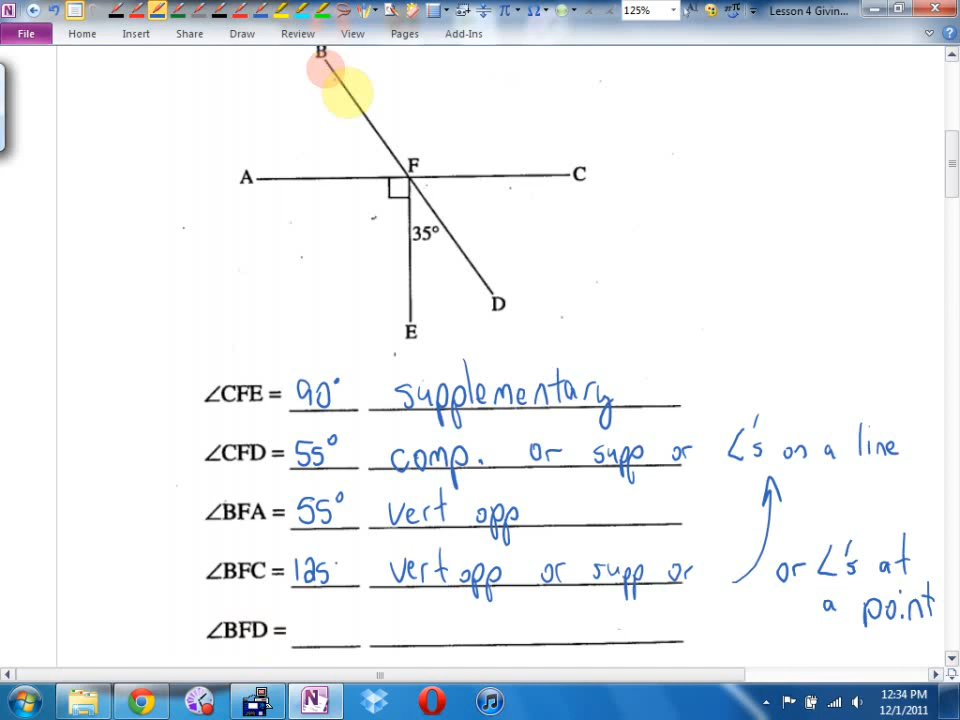 125%
Lesson 4 Givin...
File Home Insert Share Draw Review View Pages Add-Ins
B
F
A
C
35°
D
E
∠CFE = 90° supplementary
∠CFD = 55° comp. or supp or ∠'s on a line
∠BFA = 55° vert opp
∠BFC = 125° vert opp or supp or or ∠'s at
a point
∠BFD =
12:34 PM
12/1/2011